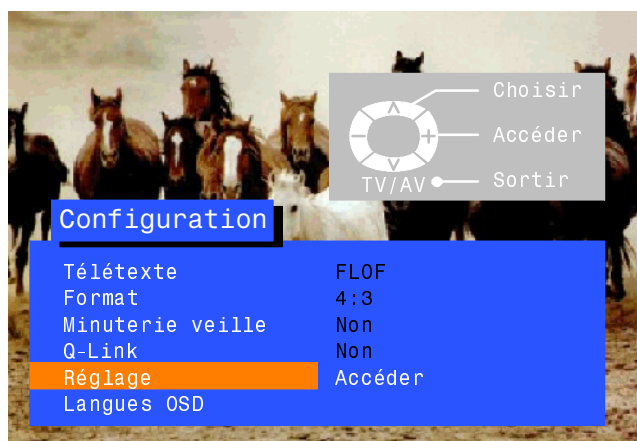 Choisir
Accéder
TV/AV Sortir
Configuration
Télétexte FLOF
Format 4:3
Minuterie veille Non
Q-Link Non
Réglage Accéder
Langues OSD